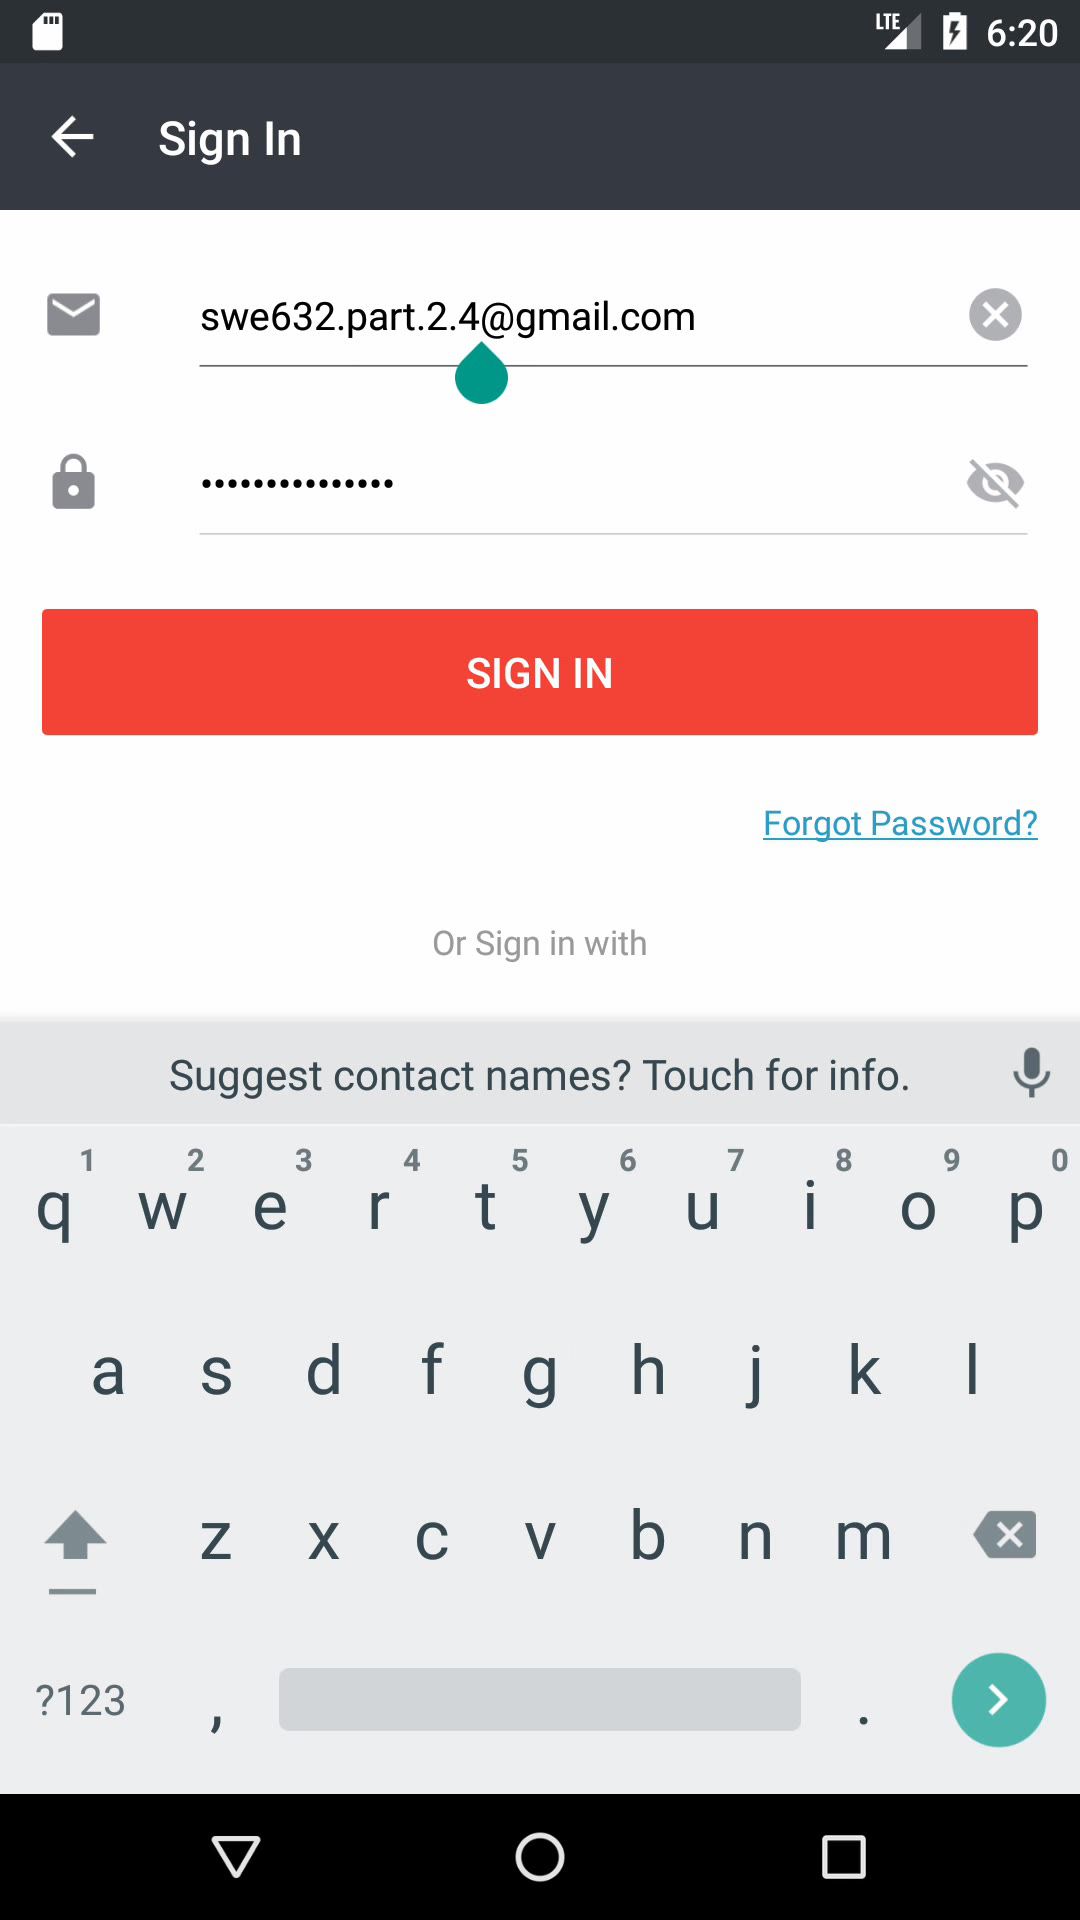 LTE 6:20
Sign In
swe632.part.2.4@gmail.com
•••••••••••••••
SIGN IN
Forgot Password?
Or Sign in with
Suggest contact names? Touch for info.
1 2 3 4 5 6 7 8 9 0
q w e r t y u i o p
a s d f g h j k l
z x c v b n m
?123 , .